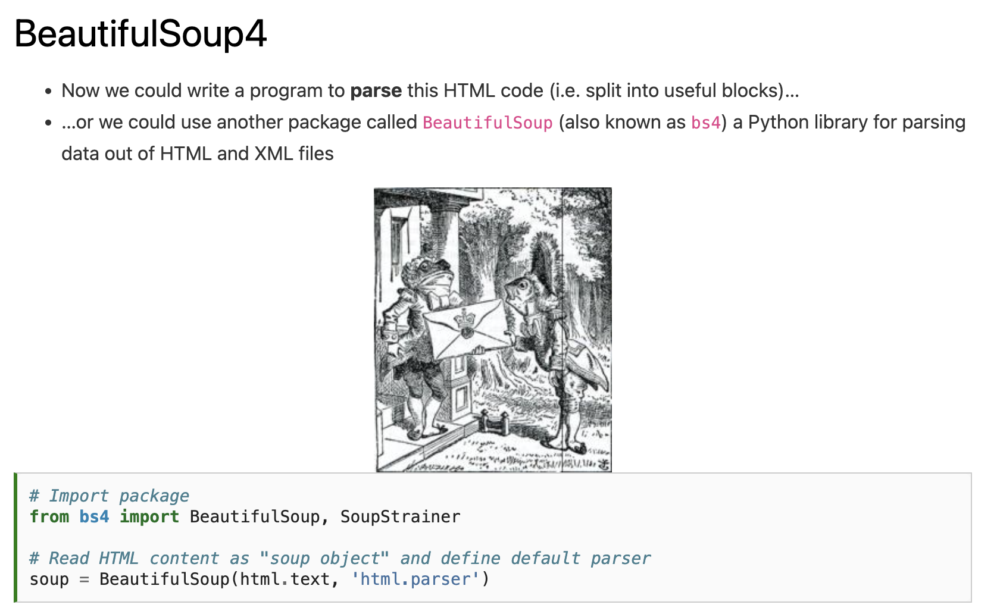 BeautifulSoup4
• Now we could write a program to parse this HTML code (i.e. split into useful blocks)...
• ...or we could use another package called BeautifulSoup (also known as bs4) a Python library for parsing
data out of HTML and XML files
# Import package
from bs4 import BeautifulSoup, SoupStrainer
# Read HTML content as "soup object" and define default parser
soup = BeautifulSoup(html.text, 'html.parser')